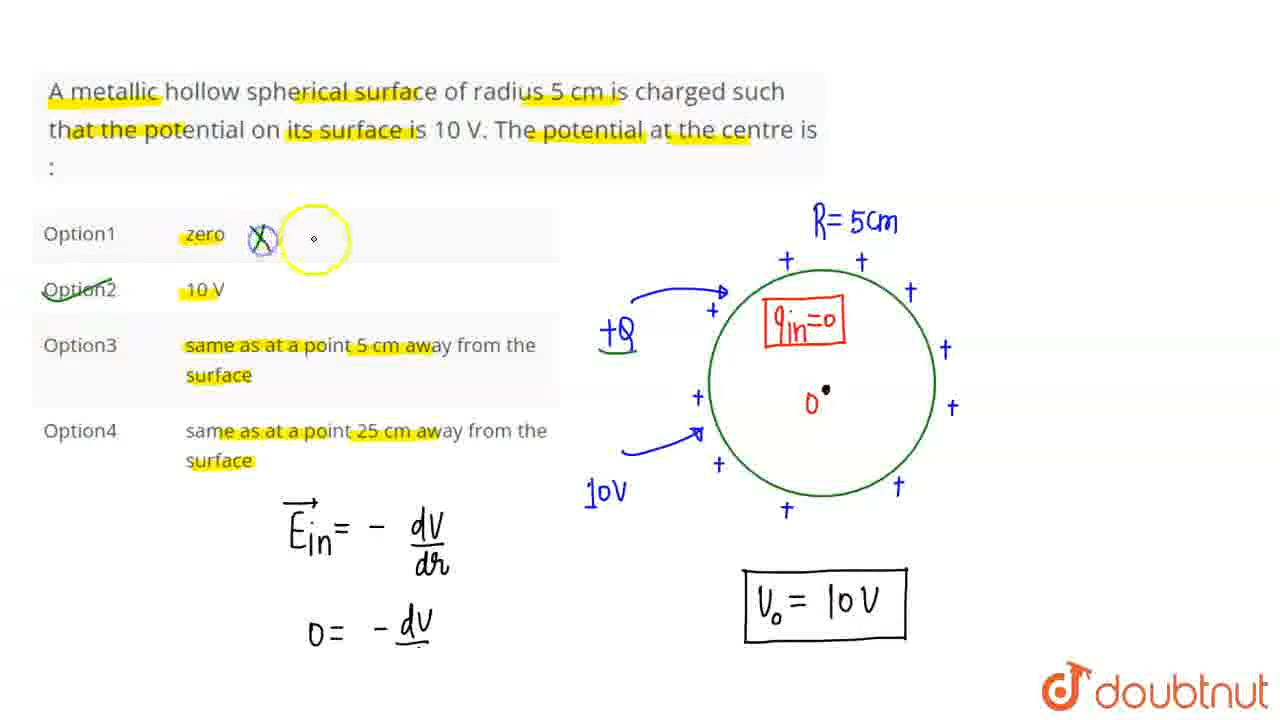 A metallic hollow spherical surface of radius 5 cm is charged such
that the potential on its surface is 10 V. The potential at the centre is
:
Option1 zero X
Option2 10 V
Option3 same as at a point 5 cm away from the
surface
Option4 same as at a point 25 cm away from the
surface
R= 5cm
+ + + + + + + + + + +
+Q
qin=0
0
10V
Ein = - dV/dr
0 = - dV
V0 = 10V
doubtnut